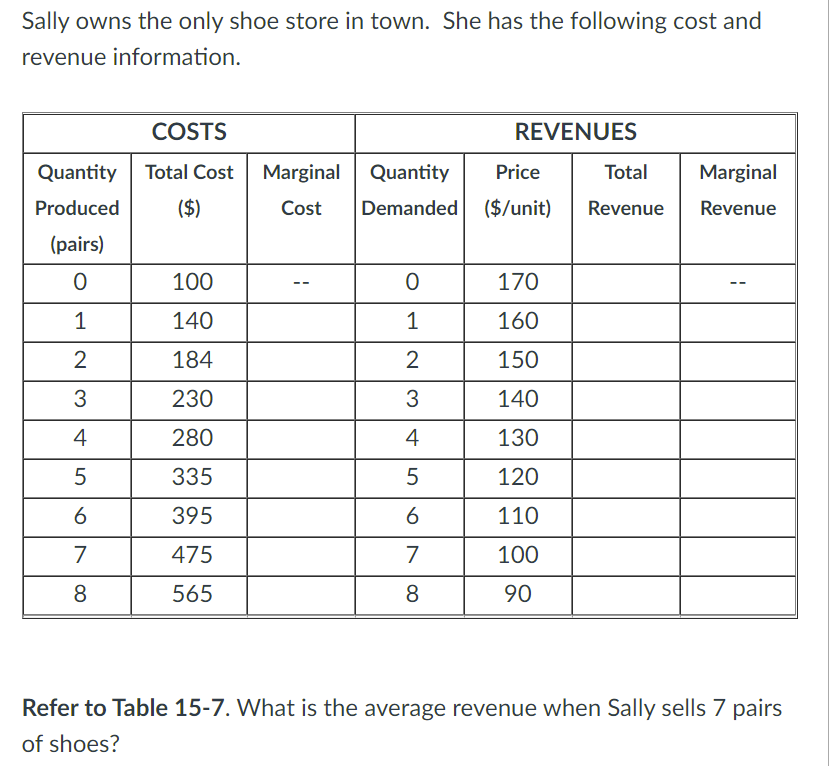 Sally owns the only shoe store in town. She has the following cost and
revenue information.
COSTS REVENUES
Quantity Total Cost Marginal Quantity Price Total Marginal
Produced ($) Cost Demanded ($/unit) Revenue Revenue
(pairs)
0 100 -- 0 170 --
1 140 1 160
2 184 2 150
3 230 3 140
4 280 4 130
5 335 5 120
6 395 6 110
7 475 7 100
8 565 8 90
Refer to Table 15-7. What is the average revenue when Sally sells 7 pairs
of shoes?